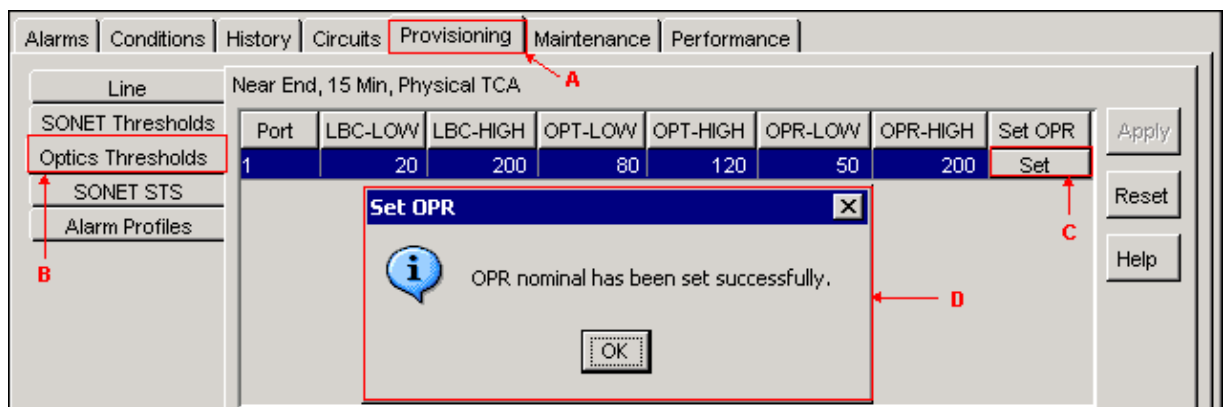 Alarms Conditions History Circuits Provisioning Maintenance Performance
A
Line
SONET Thresholds
Optics Thresholds
SONET STS
Alarm Profiles
B
Near End, 15 Min, Physical TCA
Port LBC-LOW LBC-HIGH OPT-LOW OPT-HIGH OPR-LOW OPR-HIGH Set OPR
1 20 200 80 120 50 200 Set
C
Set OPR
i OPR nominal has been set successfully.
OK
D
Apply
Reset
Help